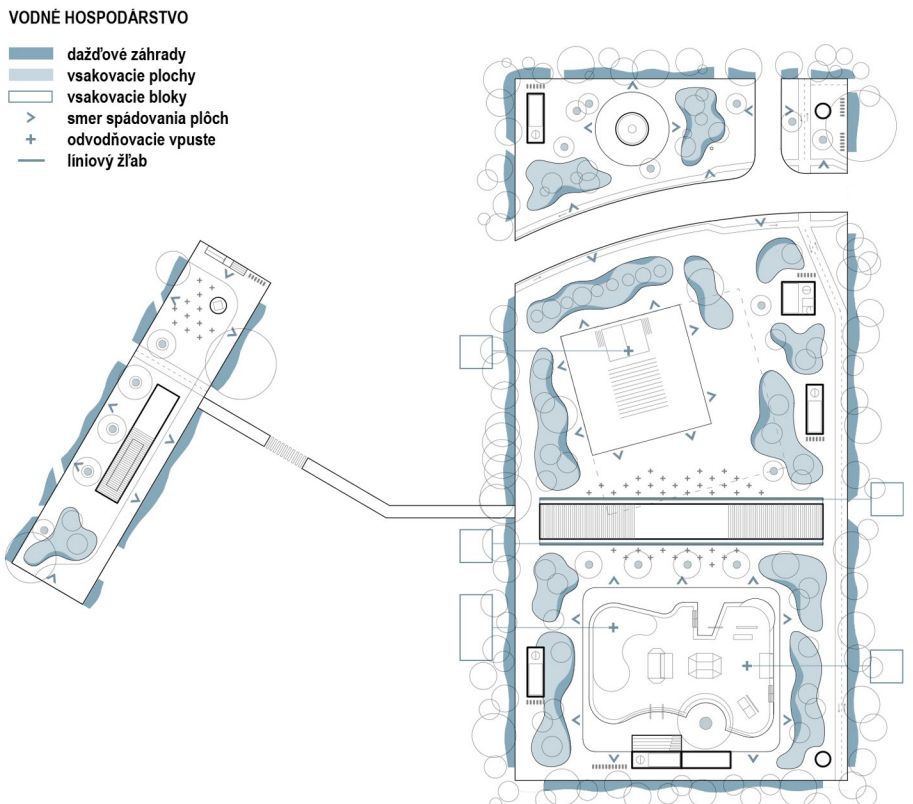 VODNÉ HOSPODÁRSTVO
dažďové záhrady
vsakovacie plochy
vsakovacie bloky
smer spádovania plôch
odvodňovacie vpuste
líniový žľab